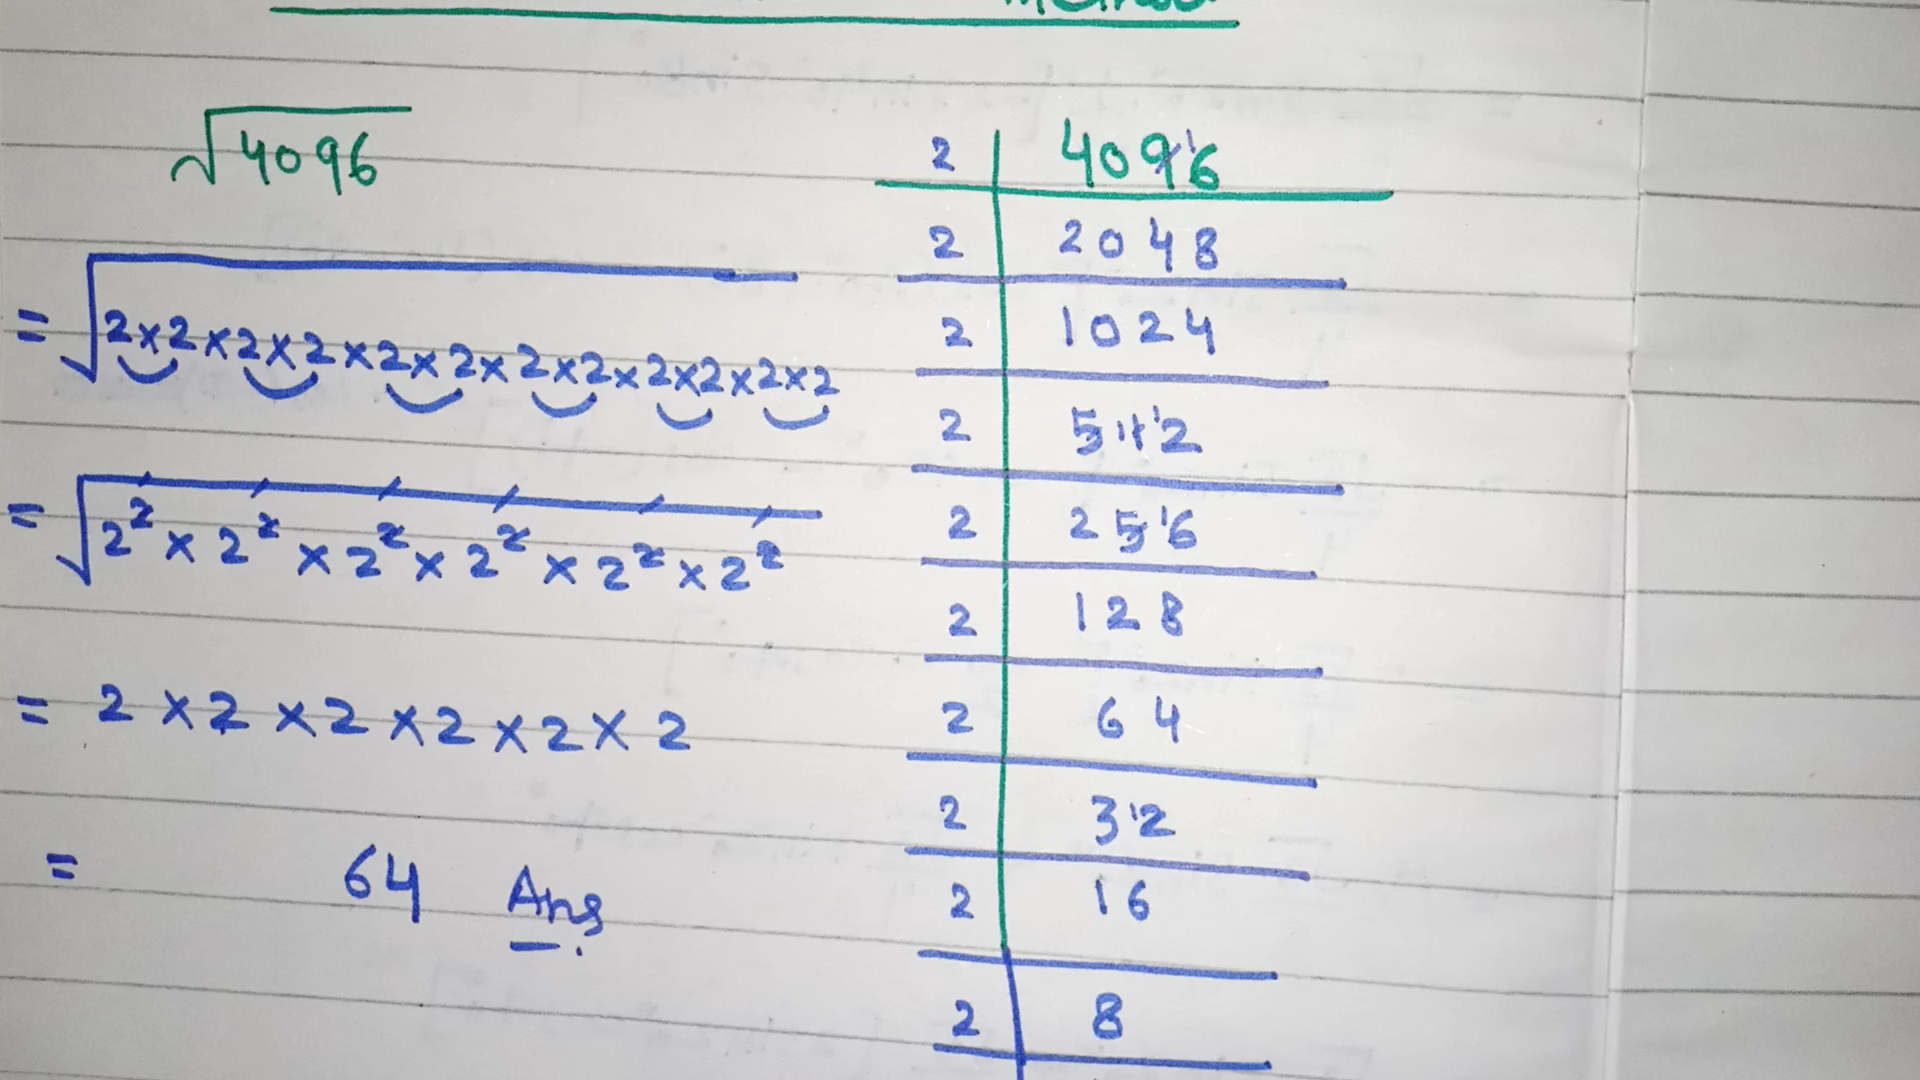 Method
√4096
= √2×2×2×2×2×2×2×2×2×2×2×2
= √2² × 2² × 2² × 2² × 2² × 2²
= 2 × 2 × 2 × 2 × 2 × 2
= 64 Ans.
2 | 4096
2 | 2048
2 | 1024
2 | 512
2 | 256
2 | 128
2 | 64
2 | 32
2 | 16
2 | 8